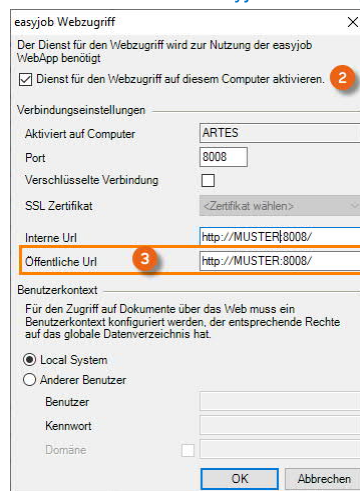 easyjob Webzugriff
Der Dienst für den Webzugriff wird zur Nutzung der easyjob
WebApp benötigt
Dienst für den Webzugriff auf diesem Computer aktivieren. 2
Verbindungseinstellungen
Aktiviert auf Computer ARTES
Port 8008
Verschlüsselte Verbindung
SSL Zertifikat <Zertifikat wählen>
Interne Url http://MUSTER:8008/
Öffentliche Url 3 http://MUSTER:8008/
Benutzerkontext
Für den Zugriff auf Dokumente über das Web muss ein
Benutzerkontext konfiguriert werden, der entsprechende Rechte
auf das globale Datenverzeichnis hat.
Local System
Anderer Benutzer
Benutzer
Kennwort
Domäne
OK Abbrechen